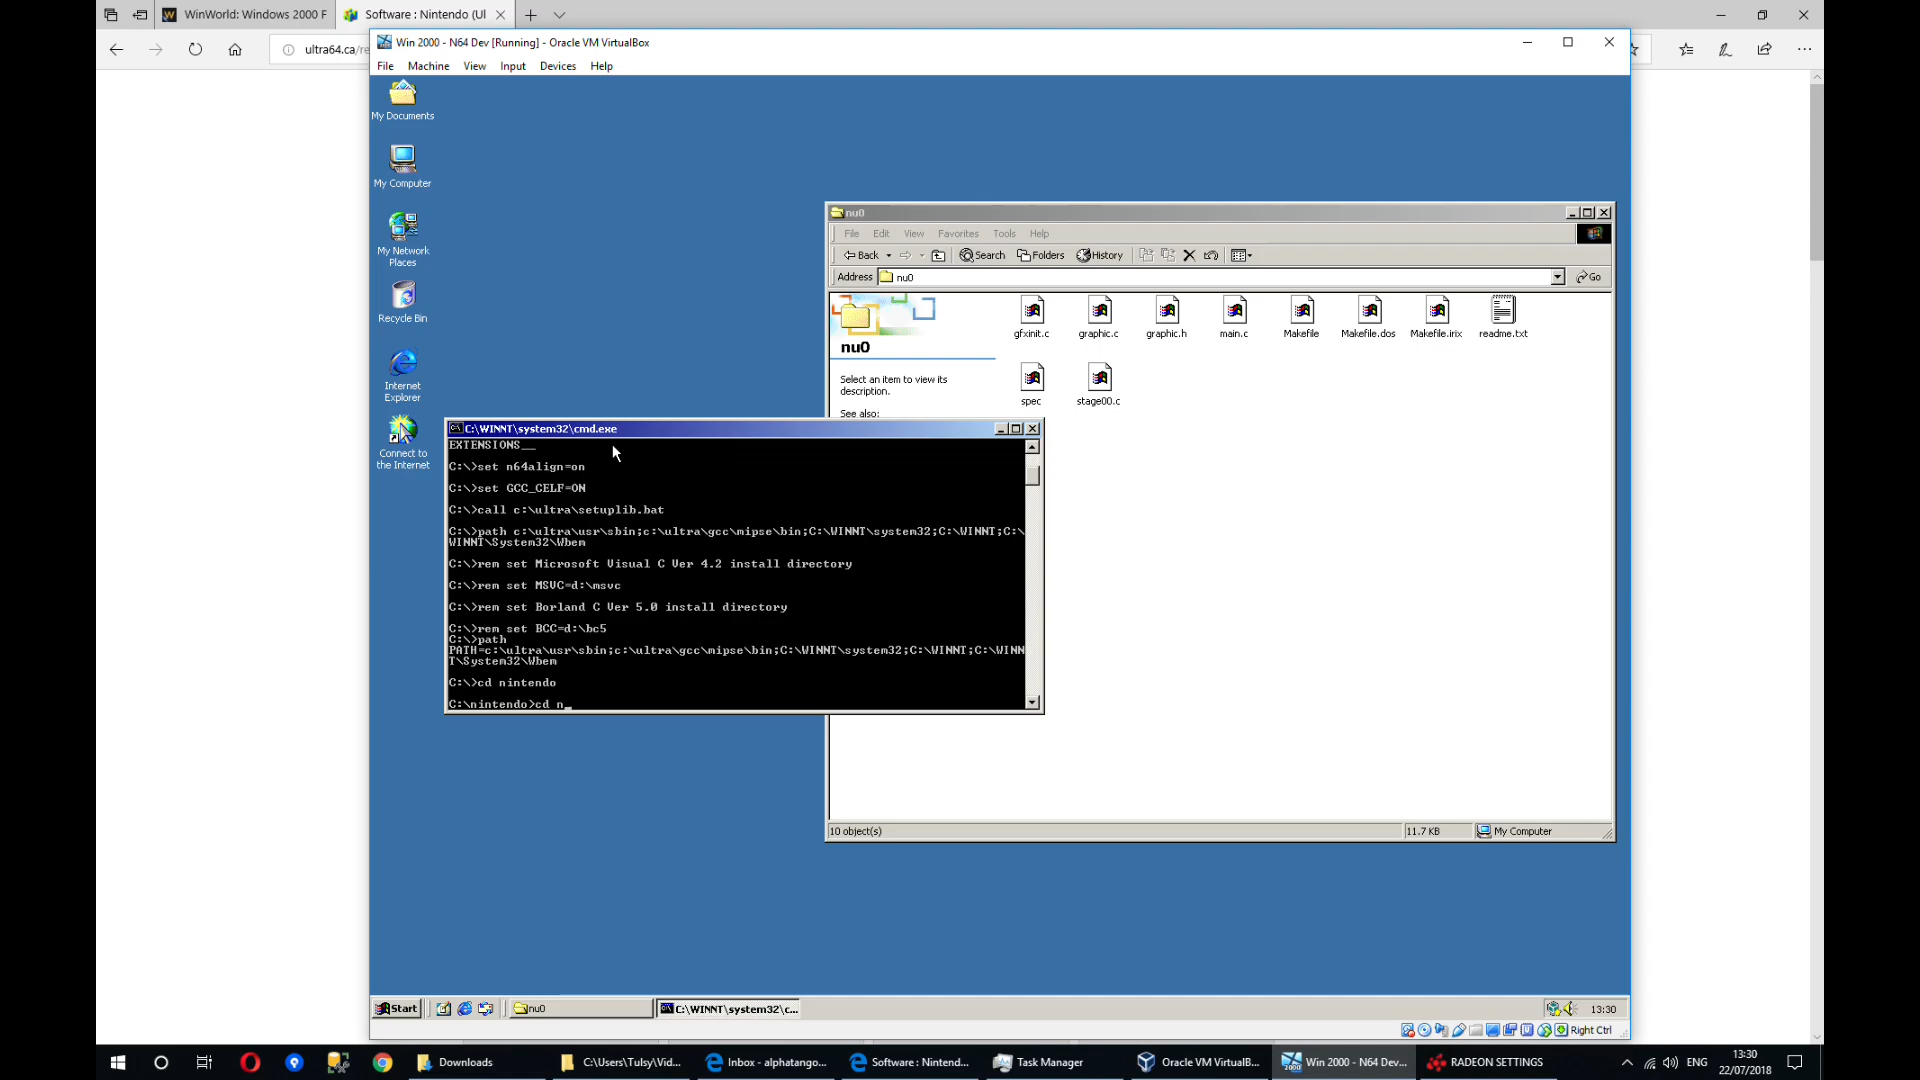 WinWorld: Windows 2000 F
Software : Nintendo (Ul
ultra64.ca/re
Win 2000 - N64 Dev [Running] - Oracle VM VirtualBox
File Machine View Input Devices Help
My Documents
My Computer
My Network
Places
Recycle Bin
Internet
Explorer
Connect to
the Internet
nu0
File Edit View Favorites Tools Help
Back Search Folders History
Address nu0 Go
gfxinit.c graphic.c graphic.h main.c Makefile Makefile.dos Makefile.irix readme.txt
spec stage00.c
nu0
Select an item to view its
description.
See also:
10 object(s) 11.7 KB My Computer
C:\WINNT\system32\cmd.exe
EXTENSIONS__
C:\>set n64align=on
C:\>set GCC_CELF=ON
C:\>call c:\ultra\setuplib.bat
C:\>path c:\ultra\usr\sbin;c:\ultra\gcc\mipse\bin;C:\WINNT\system32;C:\WINNT;C:\
WINNT\System32\Wbem
C:\>rem set Microsoft Visual C Ver 4.2 install directory
C:\>rem set MSVC=d:\msvc
C:\>rem set Borland C Ver 5.0 install directory
C:\>rem set BCC=d:\bc5
C:\>path
PATH=c:\ultra\usr\sbin;c:\ultra\gcc\mipse\bin;C:\WINNT\system32;C:\WINNT;C:\WINN
T\System32\Wbem
C:\>cd nintendo
C:\nintendo>cd n_
Start nu0 C:\WINNT\system32\c... 13:30
Right Ctrl
Downloads C:\Users\Tulsy\Vid... Inbox - alphatango... Software : Nintend... Task Manager Oracle VM VirtualB... Win 2000 - N64 Dev... RADEON SETTINGS ENG 13:30
22/07/2018